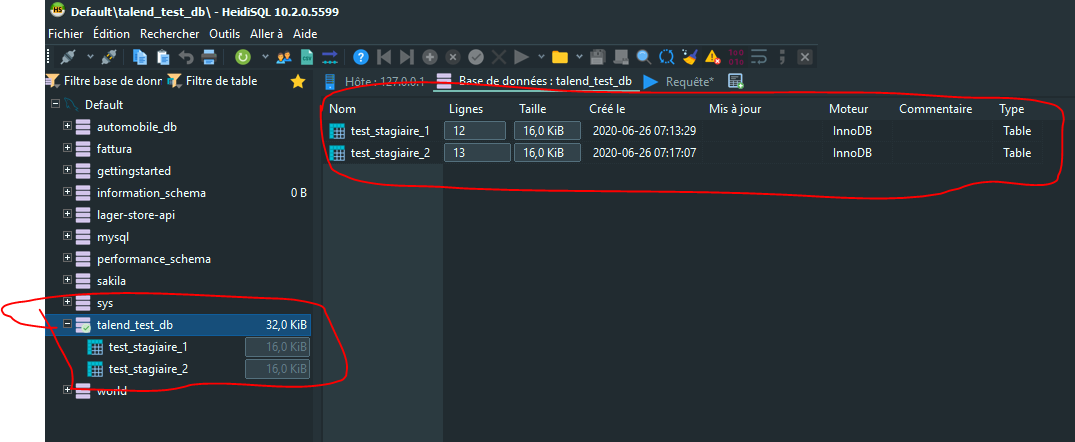 Default\talend_test_db\ - HeidiSQL 10.2.0.5599
Fichier Édition Rechercher Outils Aller à Aide
Filtre base de donr Filtre de table
Hôte : 127.0.0.1 Base de données : talend_test_db Requête*
Default
automobile_db
fattura
gettingstarted
information_schema 0 B
lager-store-api
mysql
performance_schema
sakila
sys
talend_test_db 32,0 KiB
test_stagiaire_1 16,0 KiB
test_stagiaire_2 16,0 KiB
world
Nom Lignes Taille Créé le Mis à jour Moteur Commentaire Type
test_stagiaire_1 12 16,0 KiB 2020-06-26 07:13:29 InnoDB Table
test_stagiaire_2 13 16,0 KiB 2020-06-26 07:17:07 InnoDB Table